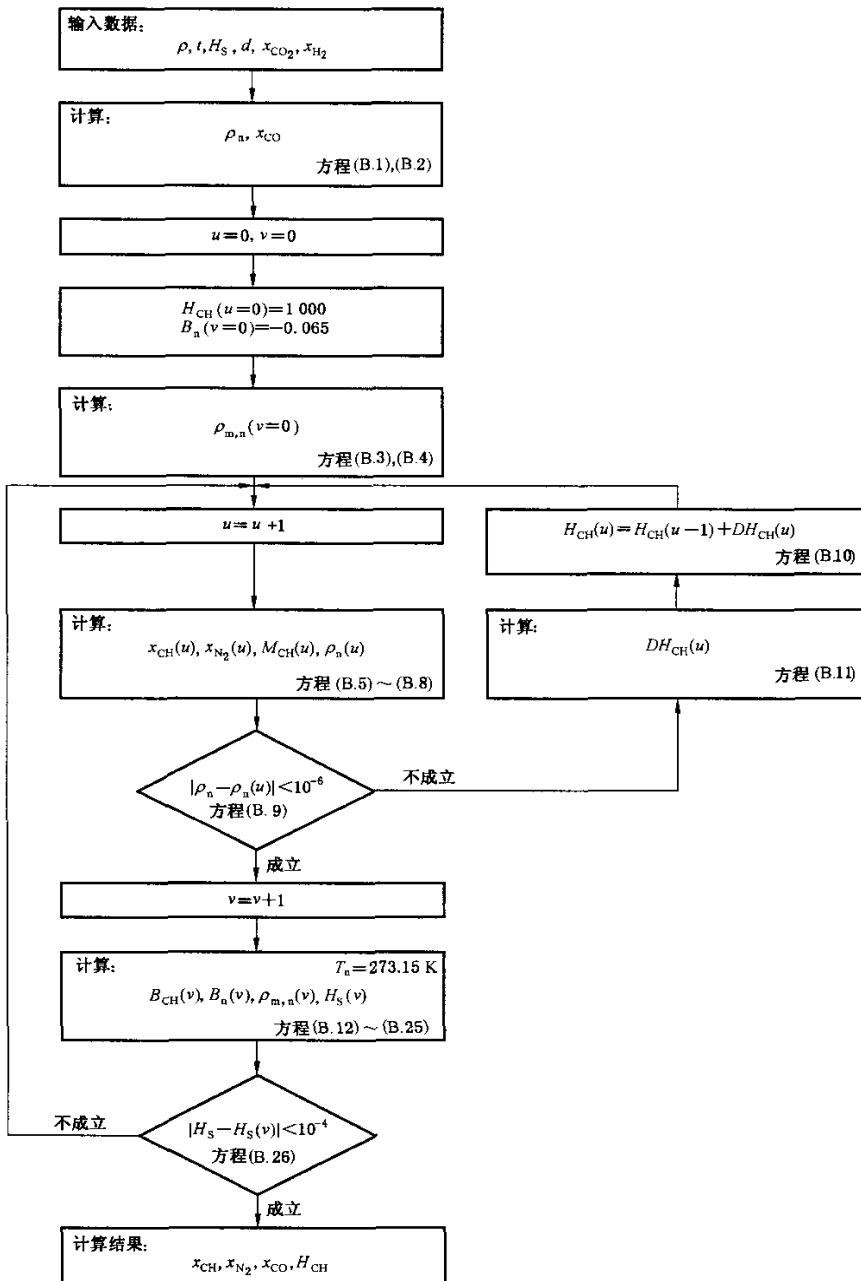 输入数据:
ρ, t, H_S, d, x_CO₂, x_H₂
计算:
ρ_n, x_CO
方程(B.1),(B.2)
u=0, v=0
H_CH(u=0)=1 000
B_n(v=0)=-0.065
计算:
ρ_m,n(v=0)
方程(B.3),(B.4)
u=u+1
H_CH(u)=H_CH(u-1)+DH_CH(u)
方程(B.10)
计算:
x_CH(u), x_N₂(u), M_CH(u), ρ_n(u)
方程(B.5)~(B.8)
计算:
DH_CH(u)
方程(B.11)
|ρ_n-ρ_n(u)|<10⁻⁶
方程(B.9)
不成立
成立
v=v+1
计算: T_n=273.15 K
B_CH(v), B_n(v), ρ_m,n(v), H_S(v)
方程(B.12)~(B.25)
不成立
|H_S-H_S(v)|<10⁻⁴
方程(B.26)
成立
计算结果:
x_CH, x_N₂, x_CO, H_CH